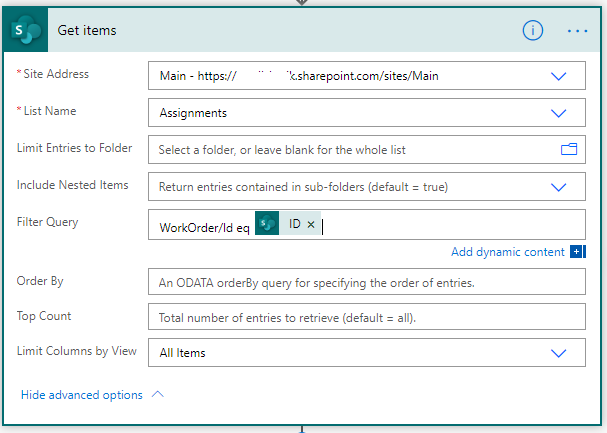 Get items
* Site Address
Main - https:// .sharepoint.com/sites/Main
* List Name
Assignments
Limit Entries to Folder
Select a folder, or leave blank for the whole list
Include Nested Items
Return entries contained in sub-folders (default = true)
Filter Query
WorkOrder/Id eq ID ×
Add dynamic content
Order By
An ODATA orderBy query for specifying the order of entries.
Top Count
Total number of entries to retrieve (default = all).
Limit Columns by View
All Items
Hide advanced options